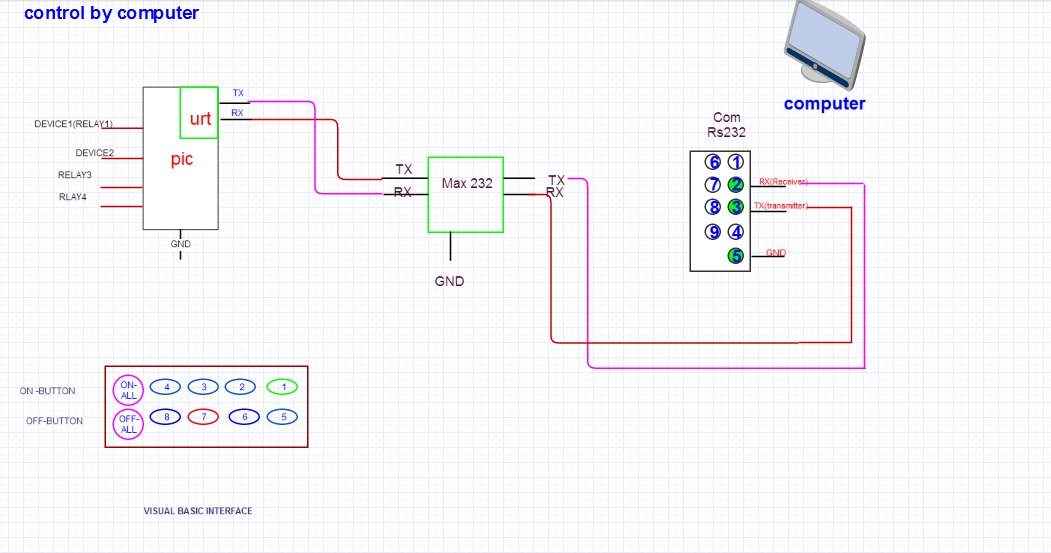 control by computer
computer
TX
RX
urt
pic
DEVICE1(RELAY1)
DEVICE2
RELAY3
RLAY4
GND
TX
RX
Max 232
TX
RX
GND
Com
Rs232
6 1
7 2
8 3
9 4
5
RX(Receiver)
TX(transmitter)
GND
ON -BUTTON
ON-
ALL
4 3 2 1
OFF-BUTTON
OFF-
ALL
8 7 6 5
VISUAL BASIC INTERFACE